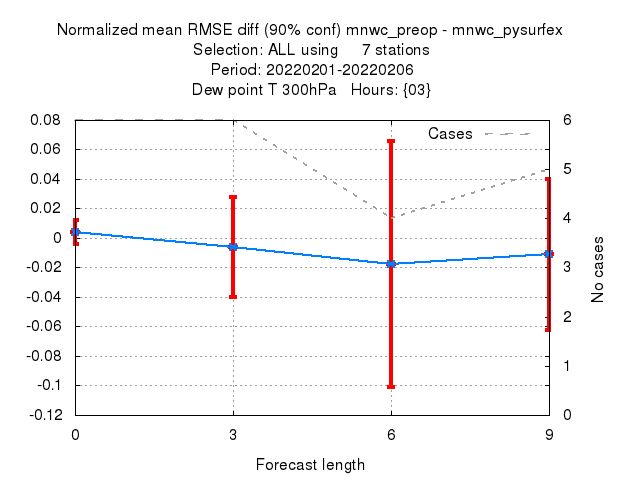 Normalized mean RMSE diff (90% conf) mnwc_preop - mnwc_pysurfex
Selection: ALL using 7 stations
Period: 20220201-20220206
Dew point T 300hPa Hours: {03}
Cases
0.08
0.06
0.04
0.02
0
-0.02
-0.04
-0.06
-0.08
-0.1
-0.12
6
5
4
3
2
1
0
No cases
0 3 6 9
Forecast length